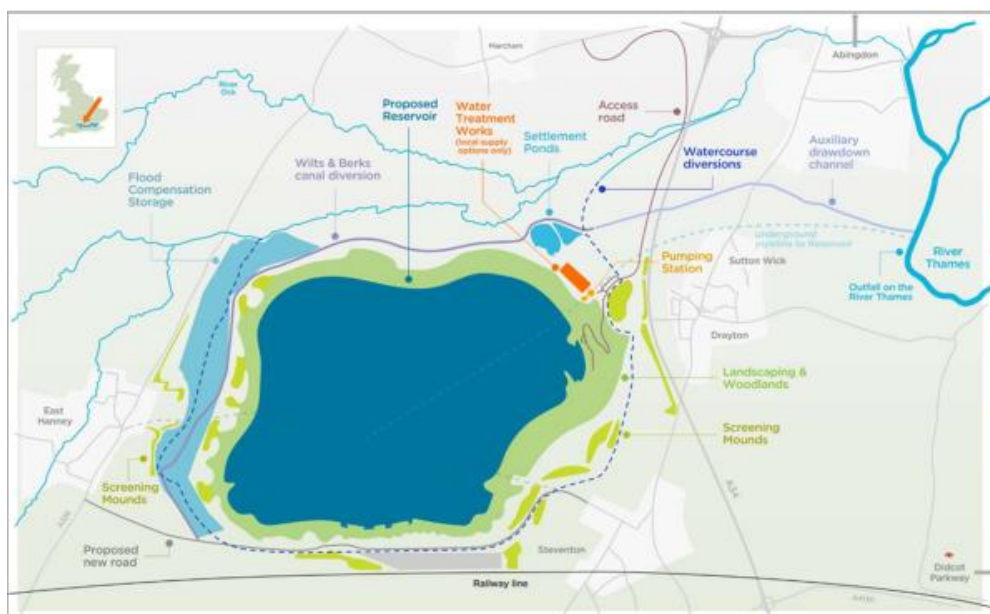 Marcham
Abingdon
River
Ock
Proposed
Reservoir
Water
Treatment
Works
(local supply
options only)
Settlement
Ponds
Access
road
Watercourse
diversions
Auxiliary
drawdown
channel
Wilts & Berks
canal diversion
Flood
Compensation
Storage
underground
pipeline to Reservoir
River
Thames
Sutton Wick
Pumping
Station
Outfall on the
River Thames
Drayton
Landscaping &
Woodlands
East
Hanney
Screening
Mounds
Screening
Mounds
A34
Proposed
new road
Steventon
Railway line
Didcot
Parkway